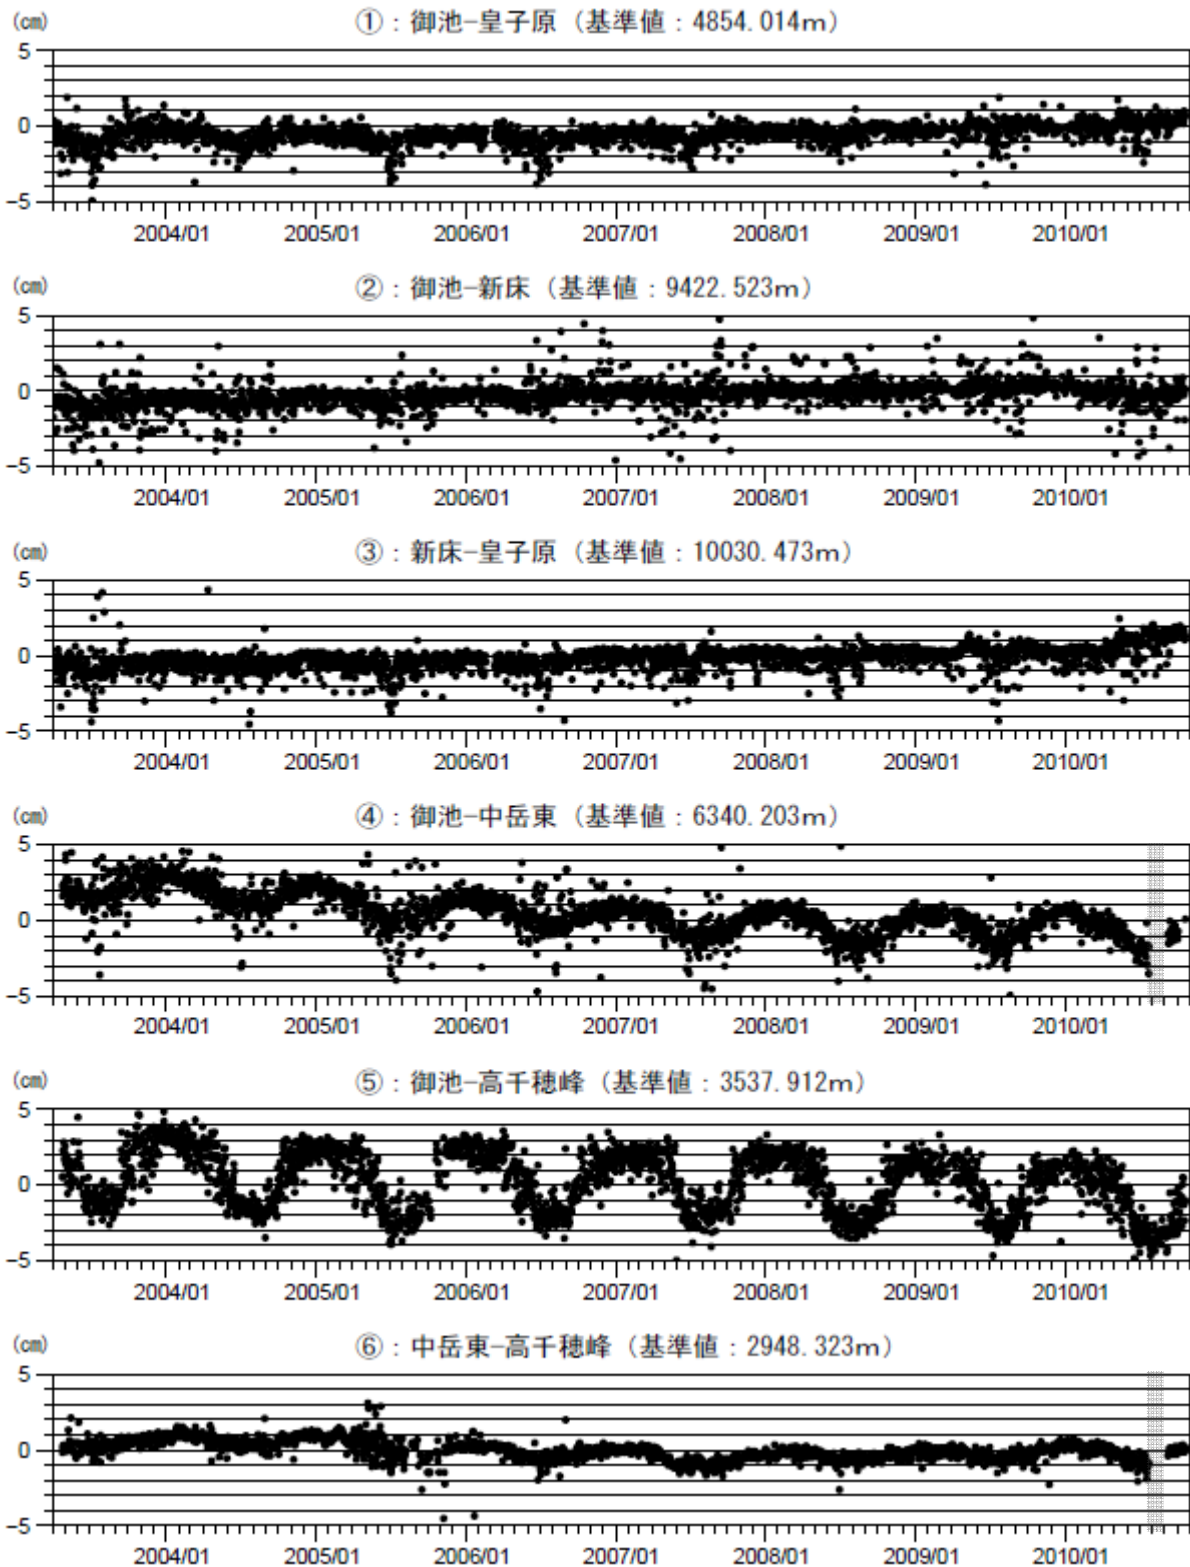 (cm) ①：御池−皇子原（基準値：4854.014m）
5
0
−5
2004/01 2005/01 2006/01 2007/01 2008/01 2009/01 2010/01
(cm) ②：御池−新床（基準値：9422.523m）
5
0
−5
2004/01 2005/01 2006/01 2007/01 2008/01 2009/01 2010/01
(cm) ③：新床−皇子原（基準値：10030.473m）
5
0
−5
2004/01 2005/01 2006/01 2007/01 2008/01 2009/01 2010/01
(cm) ④：御池−中岳東（基準値：6340.203m）
5
0
−5
2004/01 2005/01 2006/01 2007/01 2008/01 2009/01 2010/01
(cm) ⑤：御池−高千穂峰（基準値：3537.912m）
5
0
−5
2004/01 2005/01 2006/01 2007/01 2008/01 2009/01 2010/01
(cm) ⑥：中岳東−高千穂峰（基準値：2948.323m）
5
0
−5
2004/01 2005/01 2006/01 2007/01 2008/01 2009/01 2010/01